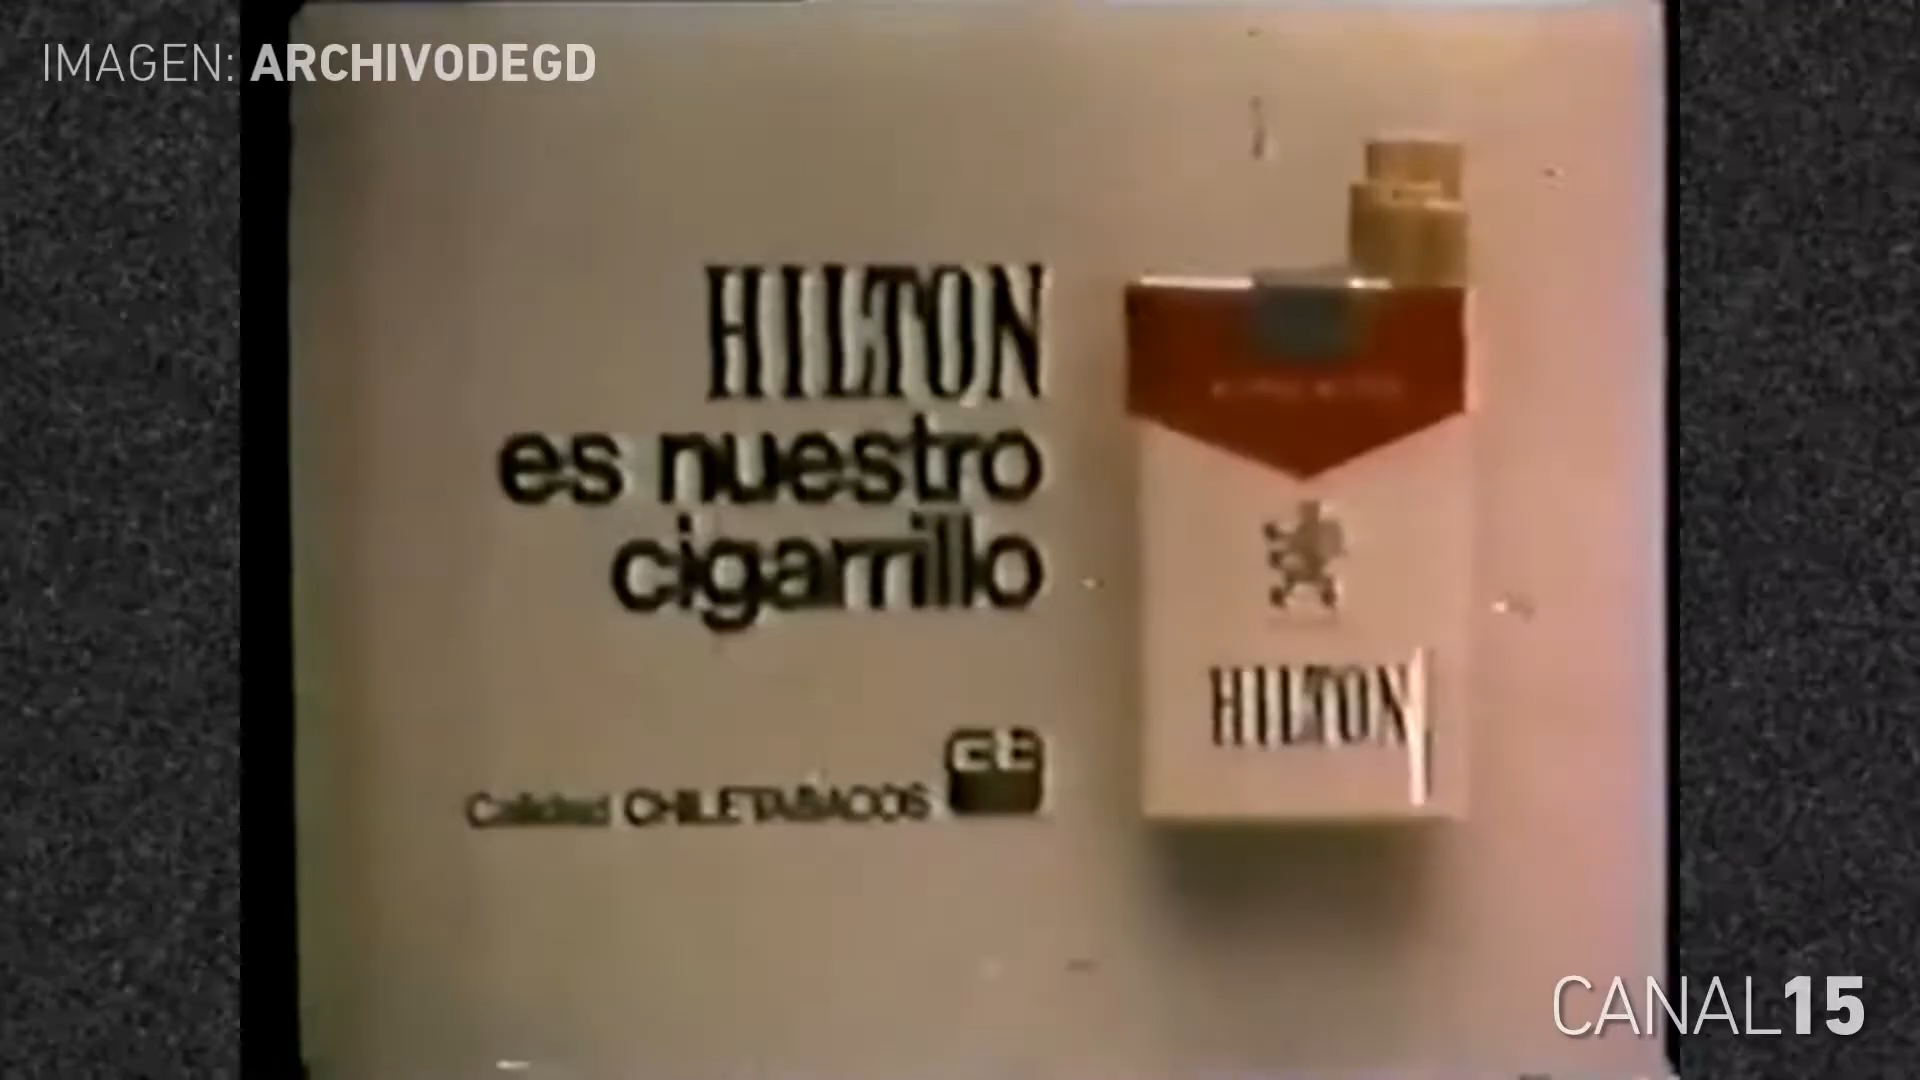 IMAGEN: ARCHIVODEGD
HILTON
es nuestro
cigarrillo
Calidad CHILETABACOS
HILTON
CANAL15